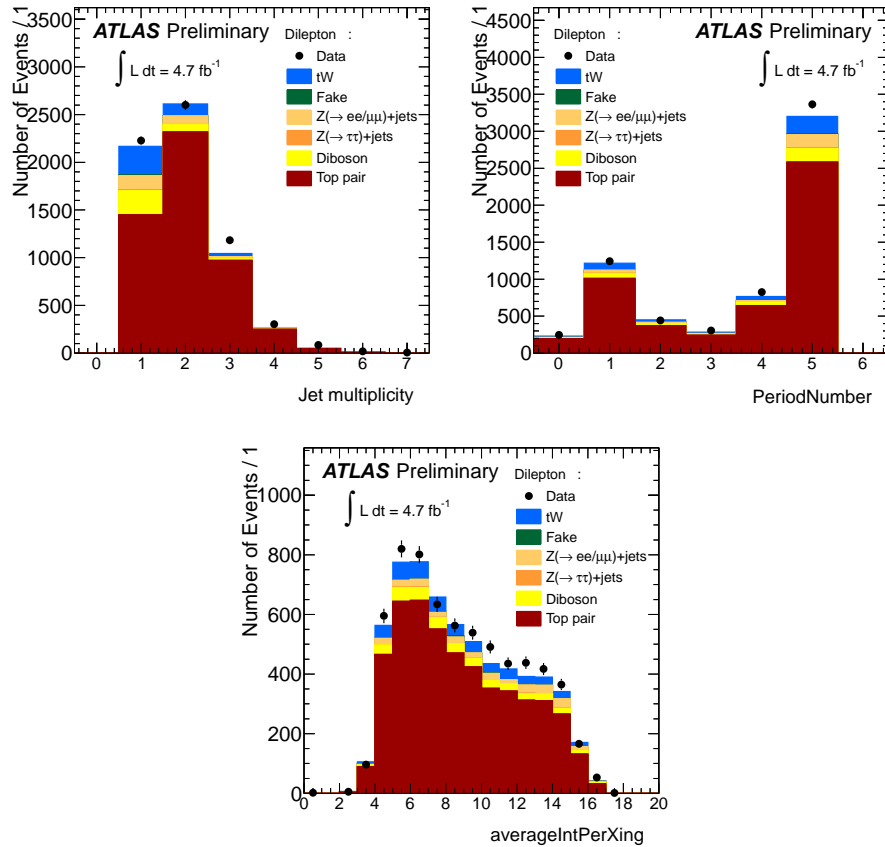 ATLAS Preliminary
∫ L dt = 4.7 fb⁻¹
Dilepton :
Data
tW
Fake
Z(→ ee/μμ)+jets
Z(→ ττ)+jets
Diboson
Top pair
Number of Events / 1
3500
3000
2500
2000
1500
1000
500
0
0 1 2 3 4 5 6 7
Jet multiplicity
ATLAS Preliminary
∫ L dt = 4.7 fb⁻¹
Dilepton :
Data
tW
Fake
Z(→ ee/μμ)+jets
Z(→ ττ)+jets
Diboson
Top pair
Number of Events / 1
4500
4000
3500
3000
2500
2000
1500
1000
500
0
0 1 2 3 4 5 6
PeriodNumber
ATLAS Preliminary
∫ L dt = 4.7 fb⁻¹
Dilepton :
Data
tW
Fake
Z(→ ee/μμ)+jets
Z(→ ττ)+jets
Diboson
Top pair
Number of Events / 1
1000
800
600
400
200
0
0 2 4 6 8 10 12 14 16 18 20
averageIntPerXing